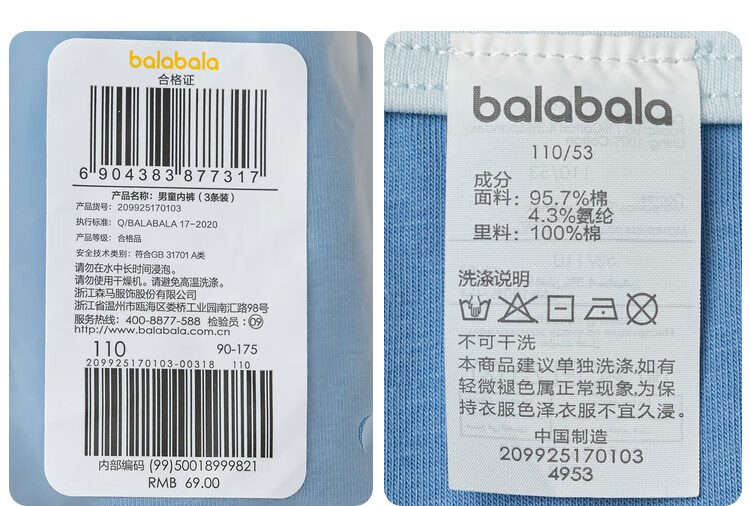 balabala
合格证
6 904383 877317
产品名称：男童内裤（3条装）
产品货号：209925170103
执行标准：Q/BALABALA 17-2020
产品等级：合格品
安全技术类别：符合GB 31701 A类
请勿在水中长时间浸泡。
请勿使用干燥机。请避免高温洗涤。
浙江森马服饰股份有限公司
浙江省温州市瓯海区娄桥工业园南汇路98号
服务热线：400-8877-588 检验员：09
http://www.balabala.com.cn
110 90-175
209925170103-00318 110
内部编码 (99)50018999821
RMB 69.00
balabala
110/53
成分
面料：95.7%棉
4.3%氨纶
里料：100%棉
洗涤说明
不可干洗
本商品建议单独洗涤，如有
轻微褪色属正常现象，为保
持衣服色泽，衣服不宜久浸。
中国制造
209925170103
4953